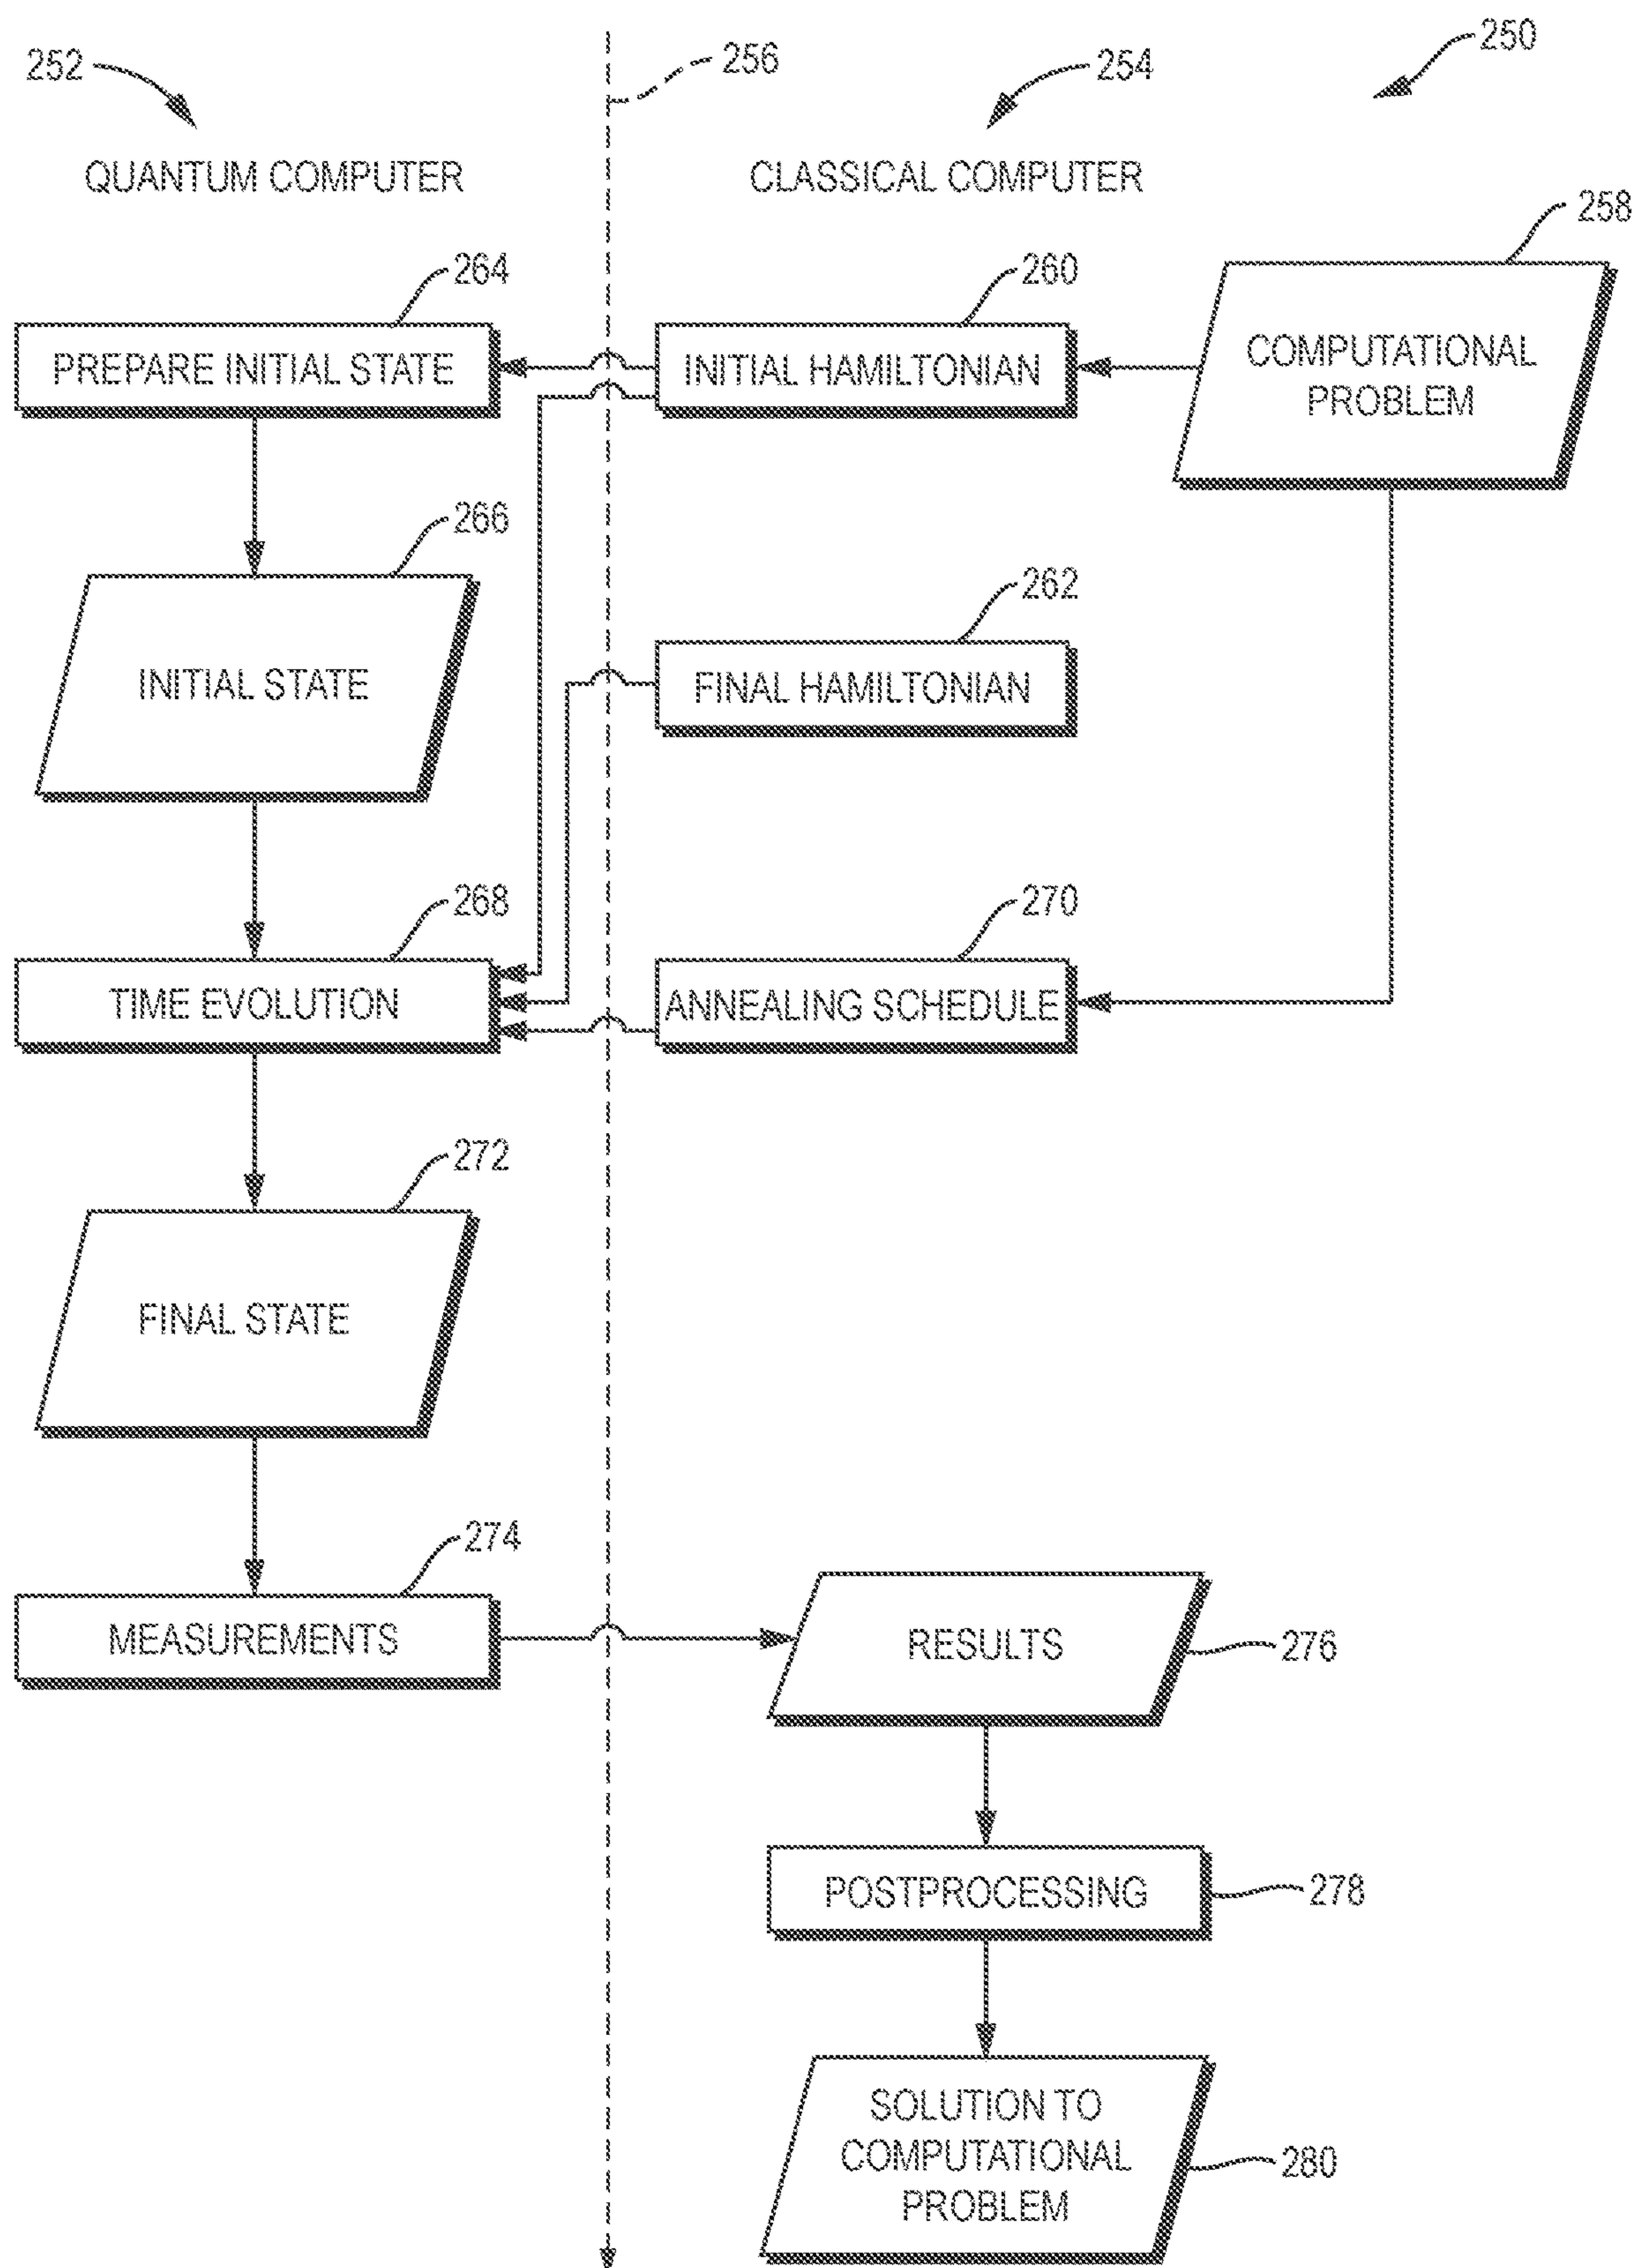 250
252
256
254
QUANTUM COMPUTER
CLASSICAL COMPUTER
258
264
260
PREPARE INITIAL STATE
INITIAL HAMILTONIAN
COMPUTATIONAL
PROBLEM
266
262
INITIAL STATE
FINAL HAMILTONIAN
268
270
TIME EVOLUTION
ANNEALING SCHEDULE
272
FINAL STATE
274
MEASUREMENTS
RESULTS
276
POSTPROCESSING
278
SOLUTION TO
COMPUTATIONAL
PROBLEM
280